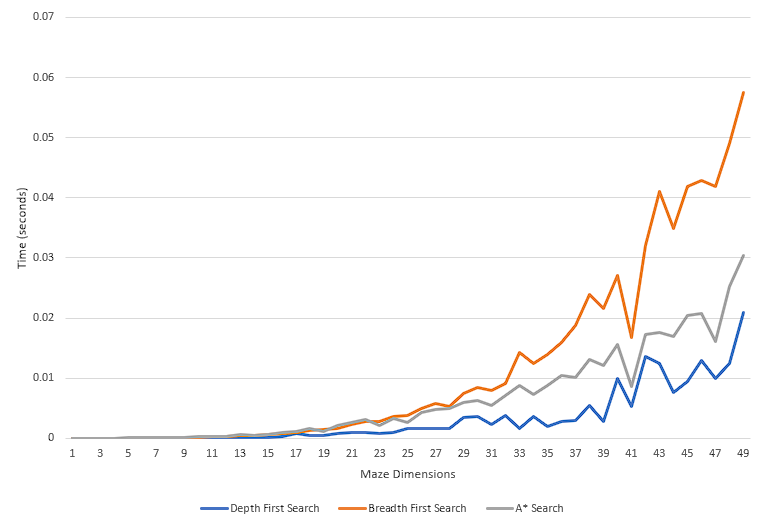 0.07
0.06
0.05
0.04
0.03
0.02
0.01
0
Time (seconds)
1 3 5 7 9 11 13 15 17 19 21 23 25 27 29 31 33 35 37 39 41 43 45 47 49
Maze Dimensions
Depth First Search Breadth First Search A* Search